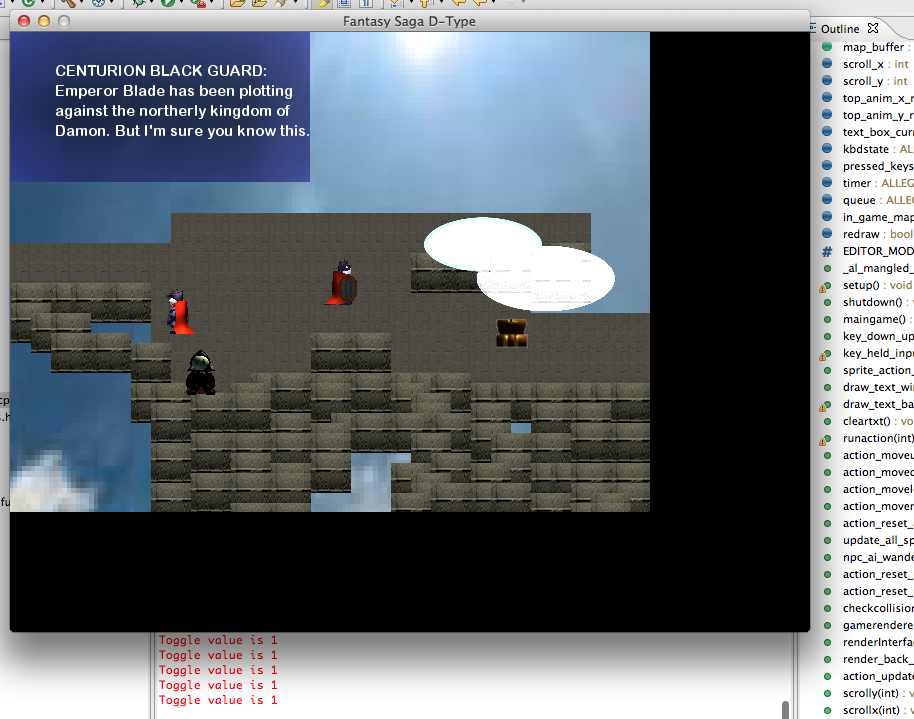 Fantasy Saga D-Type
CENTURION BLACK GUARD:
Emperor Blade has been plotting
against the northerly kingdom of
Damon. But I'm sure you know this.
Outline
map_buffer :
scroll_x : int
scroll_y : int
top_anim_x_r
top_anim_y_r
text_box_curr
kbdstate : ALL
pressed_keys
timer : ALLEG
queue : ALLEG
in_game_map
redraw : bool
# EDITOR_MOD
_al_mangled_
setup() : void
shutdown() : v
maingame() :
key_down_up
key_held_inpu
sprite_action_
draw_text_wi
draw_text_ba
cleartxt() : vo
runaction(int)
action_moveu
action_moved
action_movel
action_mover
action_reset_
update_all_sp
npc_ai_wande
action_reset_
action_reset_
checkcollision
gamerendere
renderInterfa
render_back_
action_update
scrolly(int) : v
scrollx(int) : v
Toggle value is 1
Toggle value is 1
Toggle value is 1
Toggle value is 1
Toggle value is 1